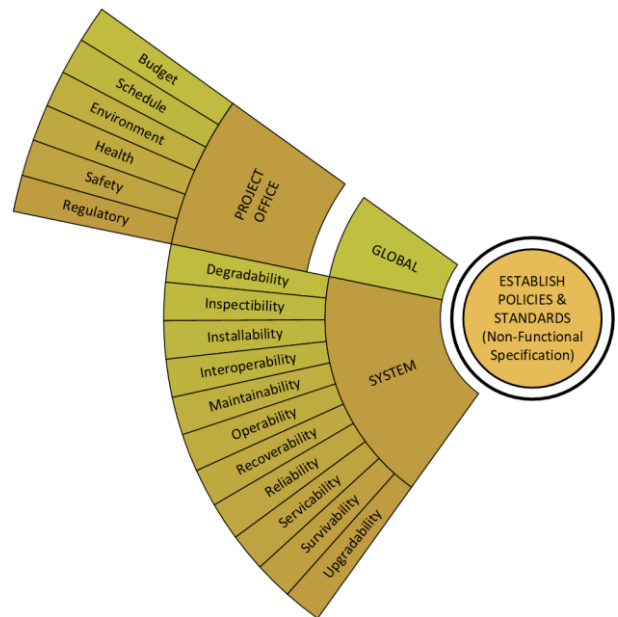 Budget
Schedule
Environment
Health
Safety
Regulatory
PROJECT
OFFICE
GLOBAL
Degradability
Inspectibility
Installability
Interoperability
Maintainability
Operability
Recoverability
Reliability
Servicability
Survivability
Upgradability
SYSTEM
ESTABLISH
POLICIES &
STANDARDS
(Non-Functional
Specification)